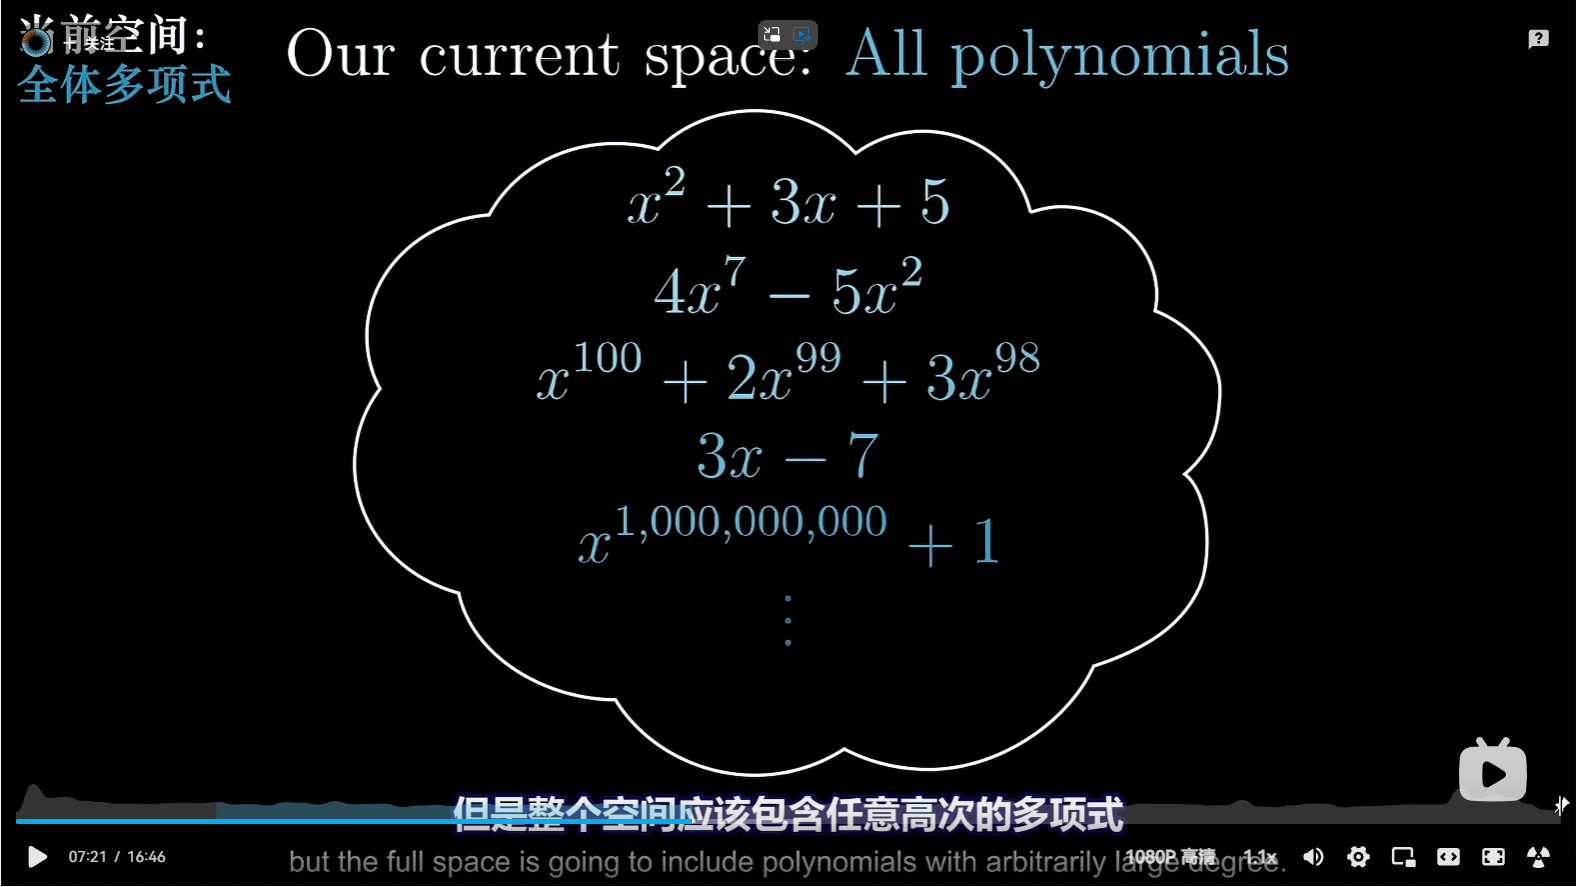 当前空间：
+ 关注
全体多项式
Our current space: All polynomials
x^2 + 3x + 5
4x^7 − 5x^2
x^100 + 2x^99 + 3x^98
3x − 7
x^1,000,000,000 + 1
⋮
但是整个空间应该包含任意高次的多项式
but the full space is going to include polynomials with arbitrarily large degree.
07:21 / 16:46
1080P 高清
1.1x